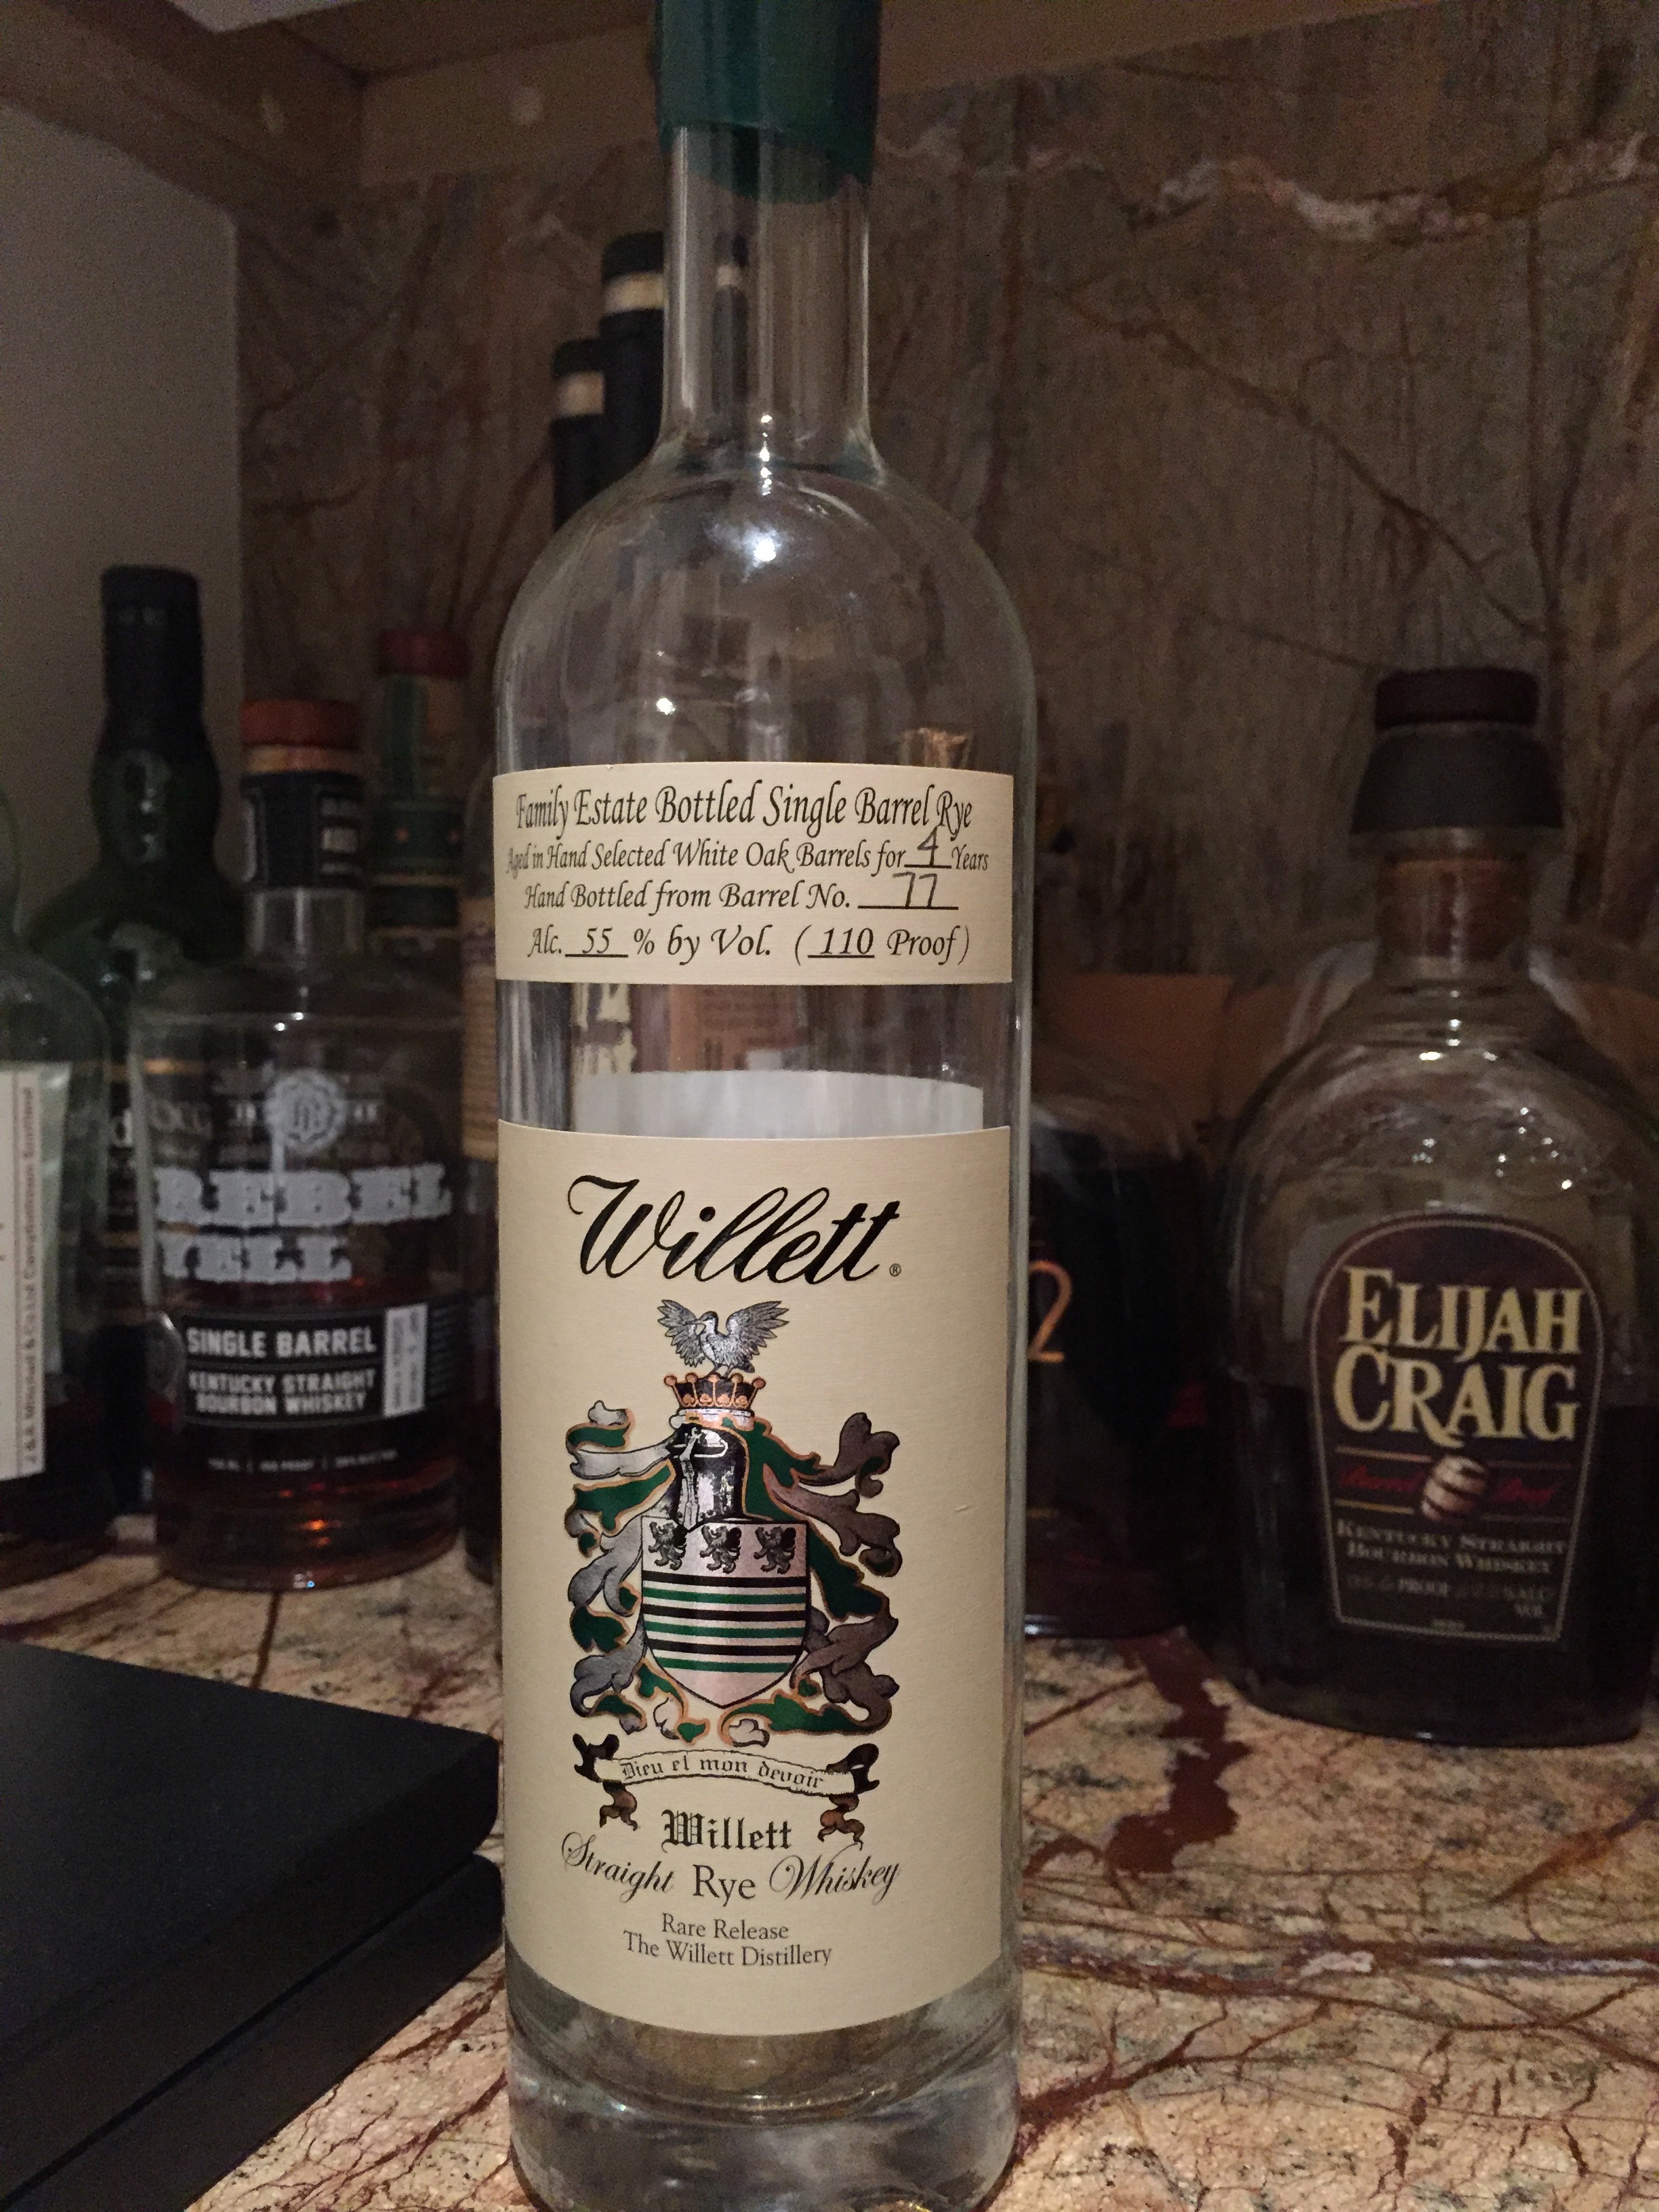 Family Estate Bottled Single Barrel Rye
Aged in Hand Selected White Oak Barrels for 4 Years
Hand Bottled from Barrel No. 77
Alc. 55 % by Vol. ( 110 Proof )
Willett®
Dieu et mon devoir
Willett
Straight Rye Whiskey
Rare Release
The Willett Distillery
REBEL
YELL
SINGLE BARREL
KENTUCKY STRAIGHT
BOURBON WHISKEY
2
ELIJAH
CRAIG
Barrel Proof
KENTUCKY STRAIGHT
BOURBON WHISKEY